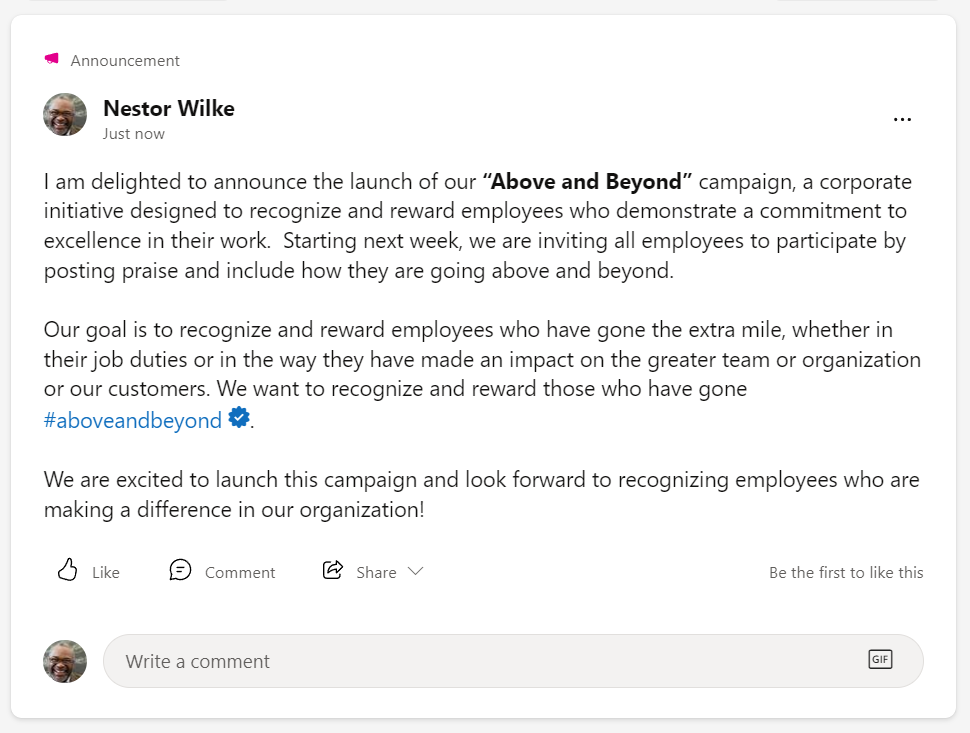 Announcement
Nestor Wilke
Just now
I am delighted to announce the launch of our “Above and Beyond” campaign, a corporate
initiative designed to recognize and reward employees who demonstrate a commitment to
excellence in their work.  Starting next week, we are inviting all employees to participate by
posting praise and include how they are going above and beyond.
Our goal is to recognize and reward employees who have gone the extra mile, whether in
their job duties or in the way they have made an impact on the greater team or organization
or our customers. We want to recognize and reward those who have gone
#aboveandbeyond .
We are excited to launch this campaign and look forward to recognizing employees who are
making a difference in our organization!
Like Comment Share Be the first to like this
Write a comment GIF